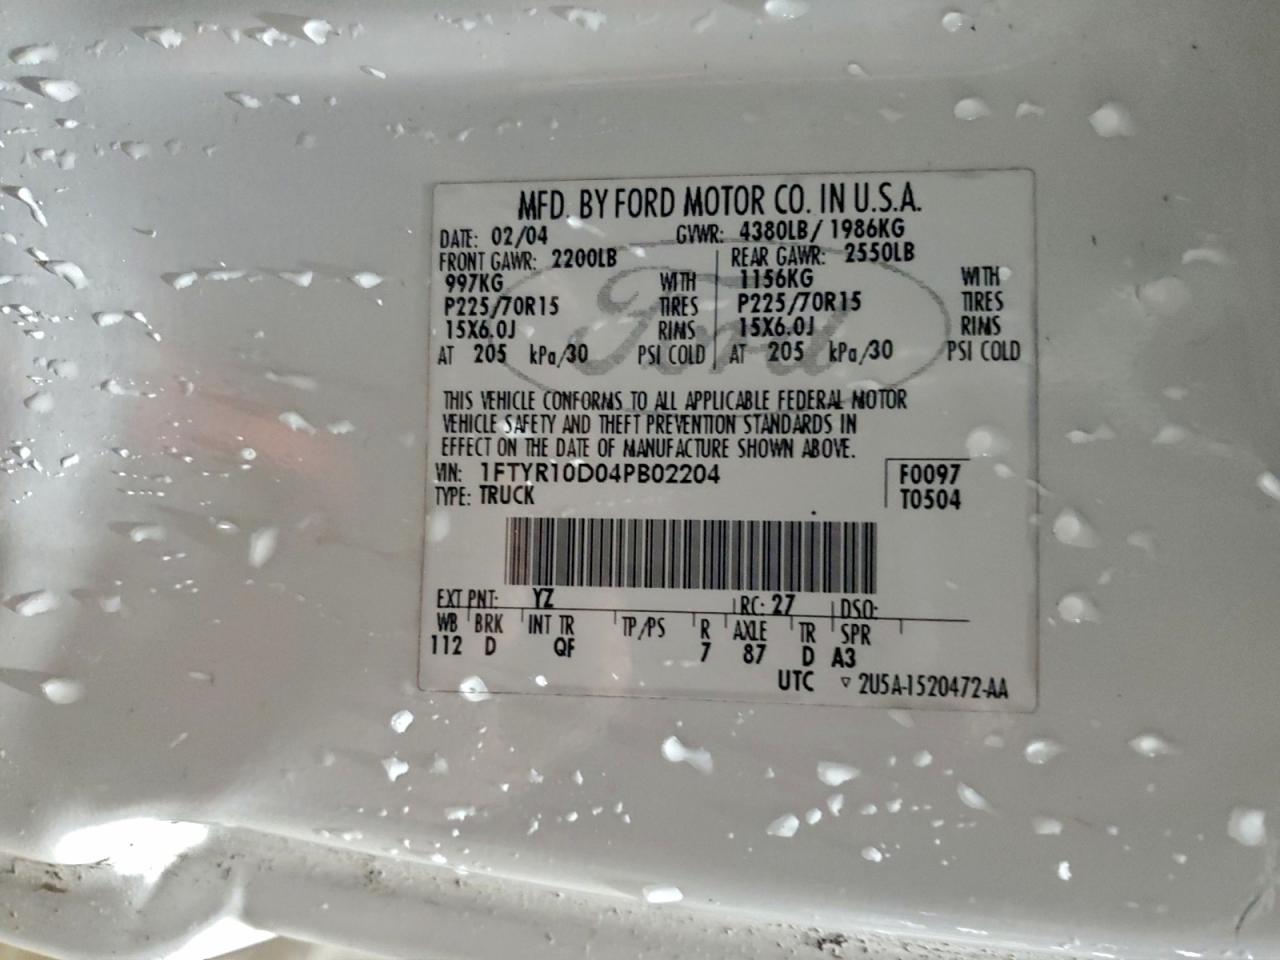 MFD. BY FORD MOTOR CO. IN U.S.A.
DATE: 02/04 GVWR: 4380LB/ 1986KG
FRONT GAWR: 2200LB REAR GAWR: 2550LB
997KG WITH 1156KG WITH
P225/70R15 TIRES P225/70R15 TIRES
15X6.0J RIMS 15X6.0J RIMS
AT 205 kPa/30 PSI COLD AT 205 kPa/30 PSI COLD
Ford
THIS VEHICLE CONFORMS TO ALL APPLICABLE FEDERAL MOTOR
VEHICLE SAFETY AND THEFT PREVENTION STANDARDS IN
EFFECT ON THE DATE OF MANUFACTURE SHOWN ABOVE.
VIN: 1FTYR10D04PB02204 F0097
TYPE: TRUCK T0504
EXT PNT: YZ RC: 27 DSO:
WB BRK INT TR TP/PS R AXLE TR SPR
112 D QF 7 87 D A3
UTC ▽ 2U5A-1520472-AA